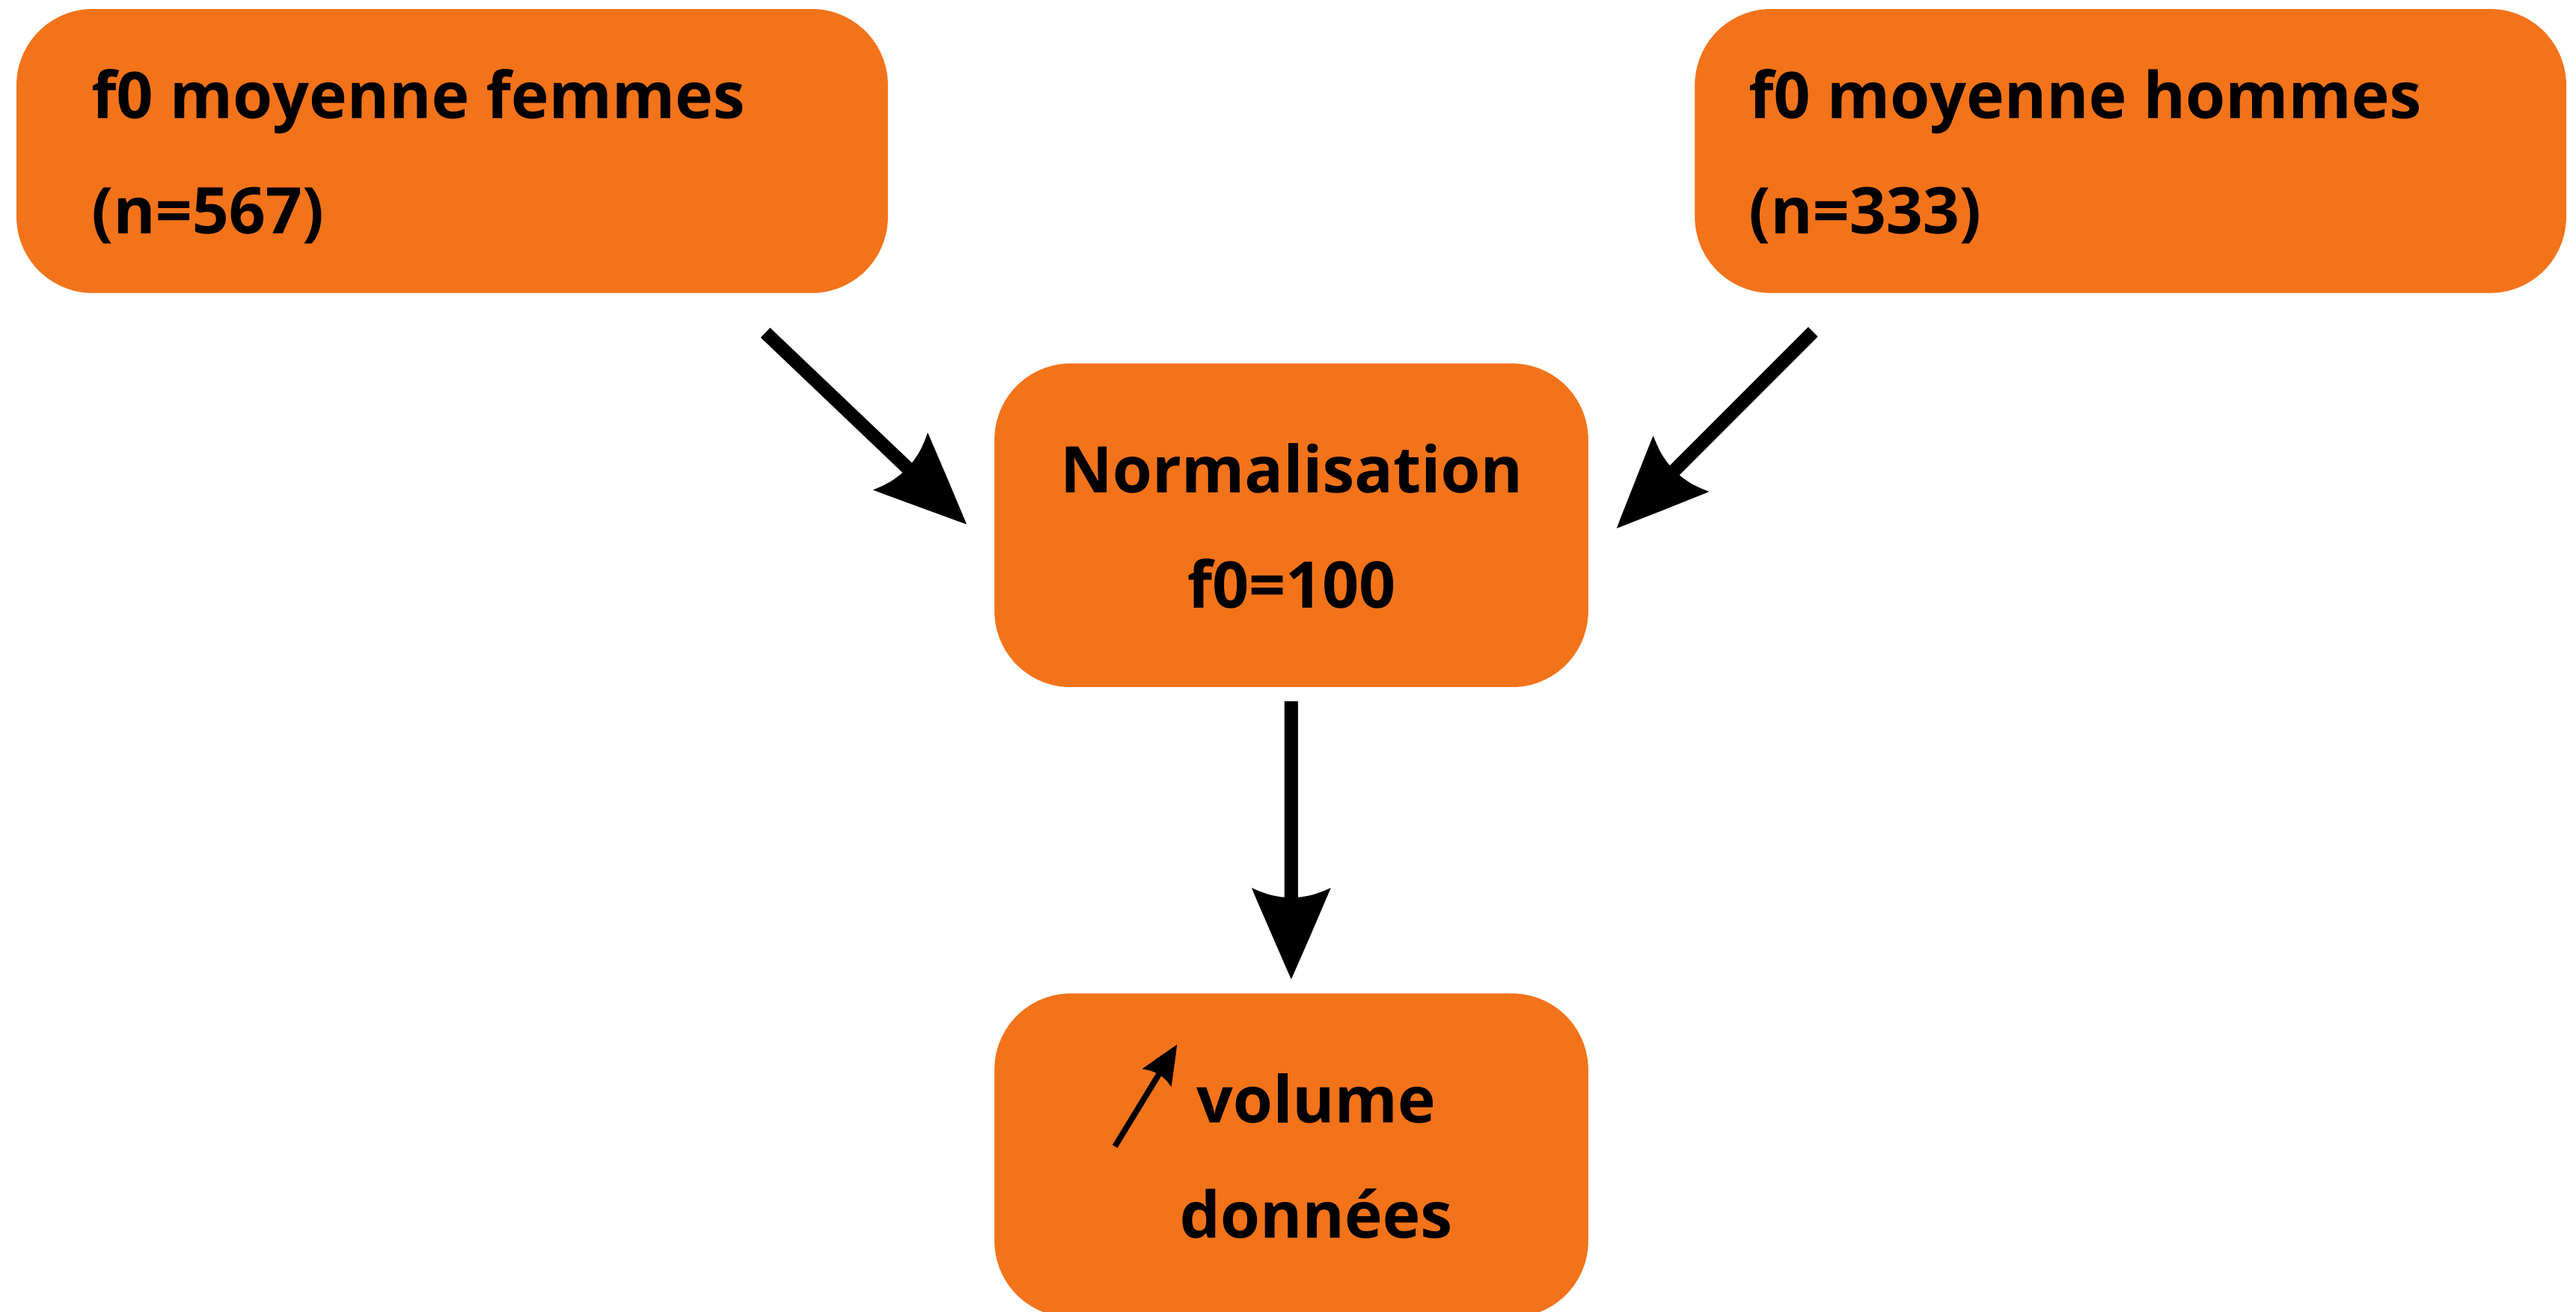 f0 moyenne femmes
(n=567)
f0 moyenne hommes
(n=333)
Normalisation
f0=100
volume
données